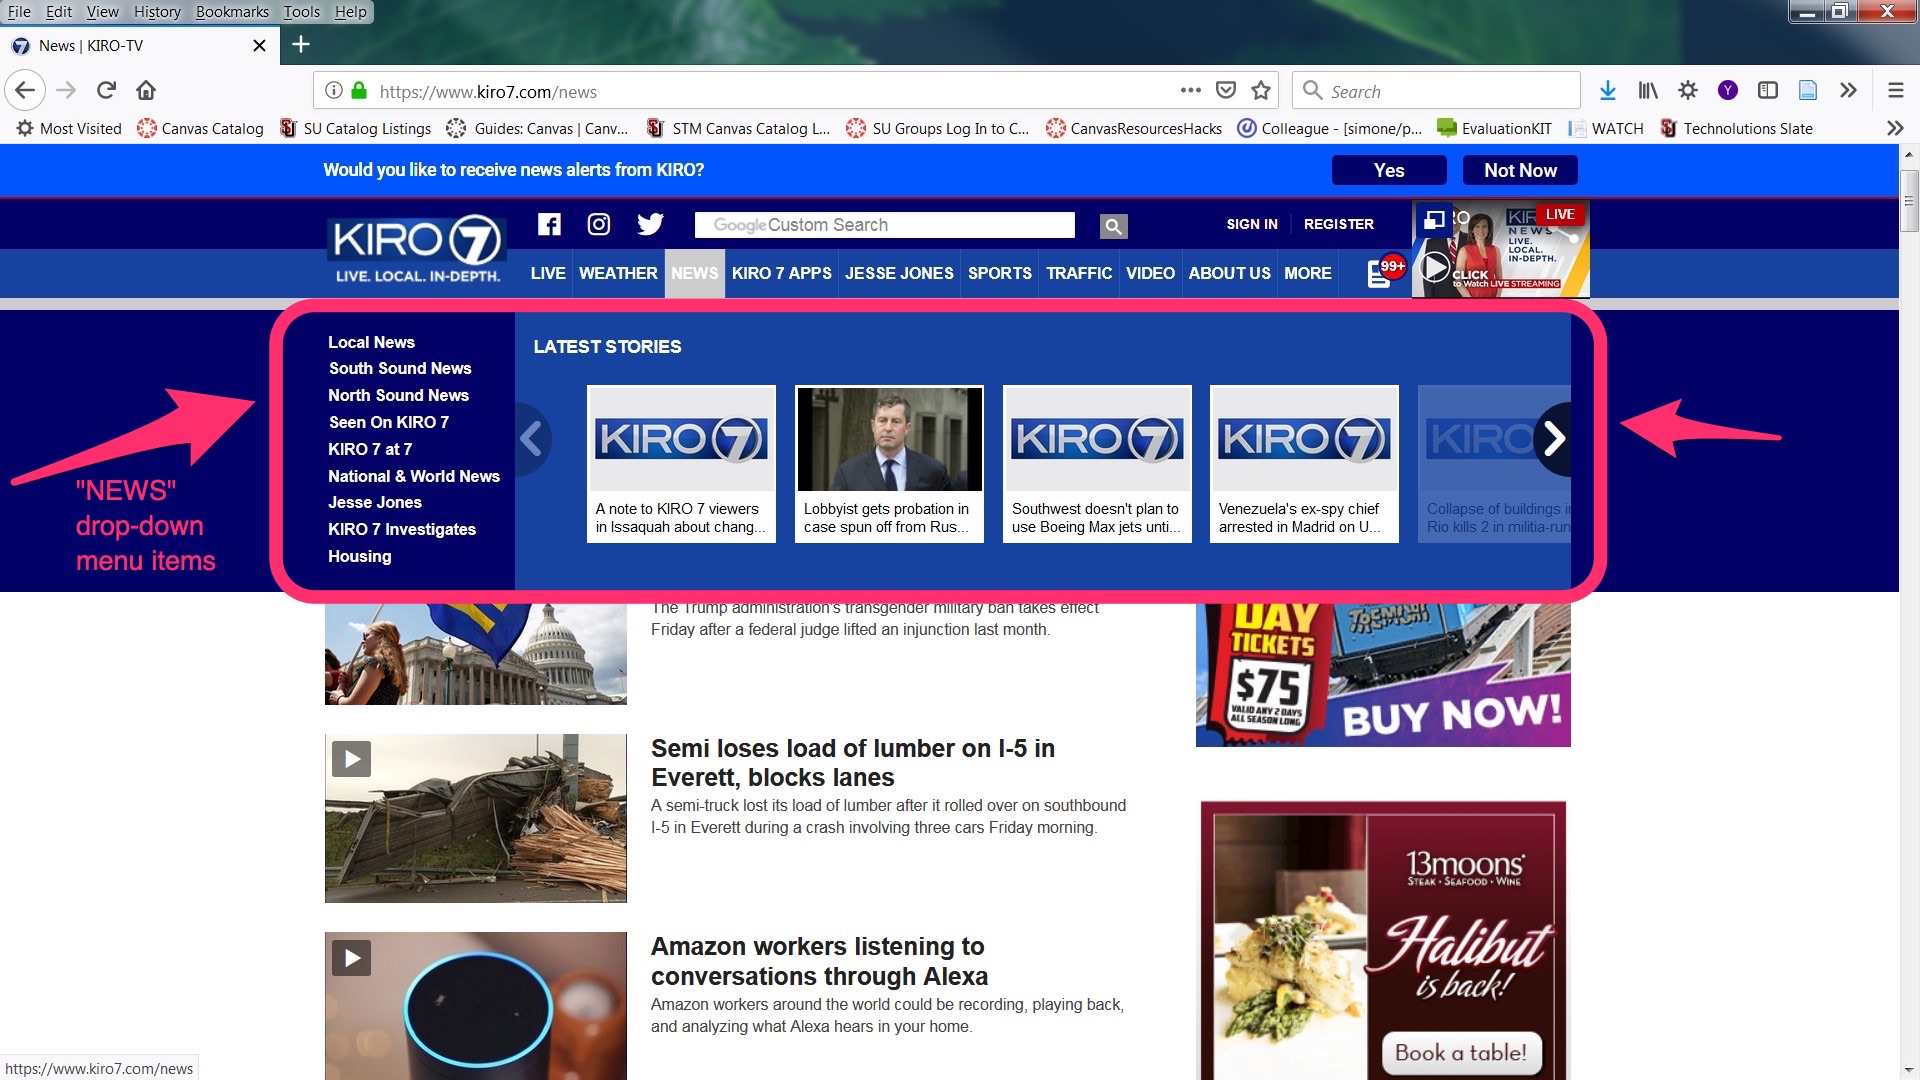 File Edit View History Bookmarks Tools Help
News | KIRO-TV
https://www.kiro7.com/news
Search
Most Visited Canvas Catalog SU Catalog Listings Guides: Canvas | Canv... STM Canvas Catalog L... SU Groups Log In to C... CanvasResourcesHacks Colleague - [simone/p... EvaluationKIT WATCH Technolutions Slate
Would you like to receive news alerts from KIRO?
Yes
Not Now
KIRO 7
LIVE. LOCAL. IN-DEPTH.
Google Custom Search
SIGN IN
REGISTER
LIVE
NEWS
LIVE.
LOCAL.
IN-DEPTH.
CLICK
to Watch LIVE STREAMING
LIVE WEATHER NEWS KIRO 7 APPS JESSE JONES SPORTS TRAFFIC VIDEO ABOUT US MORE
99+
Local News
South Sound News
North Sound News
Seen On KIRO 7
KIRO 7 at 7
National & World News
Jesse Jones
KIRO 7 Investigates
Housing
"NEWS"
drop-down
menu items
LATEST STORIES
KIRO 7
A note to KIRO 7 viewers
in Issaquah about chang...
Lobbyist gets probation in
case spun off from Rus...
KIRO 7
Southwest doesn't plan to
use Boeing Max jets unti...
KIRO 7
Venezuela's ex-spy chief
arrested in Madrid on U...
KIRO
Collapse of buildings i
Rio kills 2 in militia-run
The Trump administration's transgender military ban takes effect
Friday after a federal judge lifted an injunction last month.
Semi loses load of lumber on I-5 in
Everett, blocks lanes
A semi-truck lost its load of lumber after it rolled over on southbound
I-5 in Everett during a crash involving three cars Friday morning.
Amazon workers listening to
conversations through Alexa
Amazon workers around the world could be recording, playing back,
and analyzing what Alexa hears in your home.
DAY
TICKETS
$75
VALID ANY 2 DAYS
ALL SEASON LONG
TREMORS
BUY NOW!
13moons
STEAK • SEAFOOD • WINE
Halibut
is back!
Book a table!
https://www.kiro7.com/news